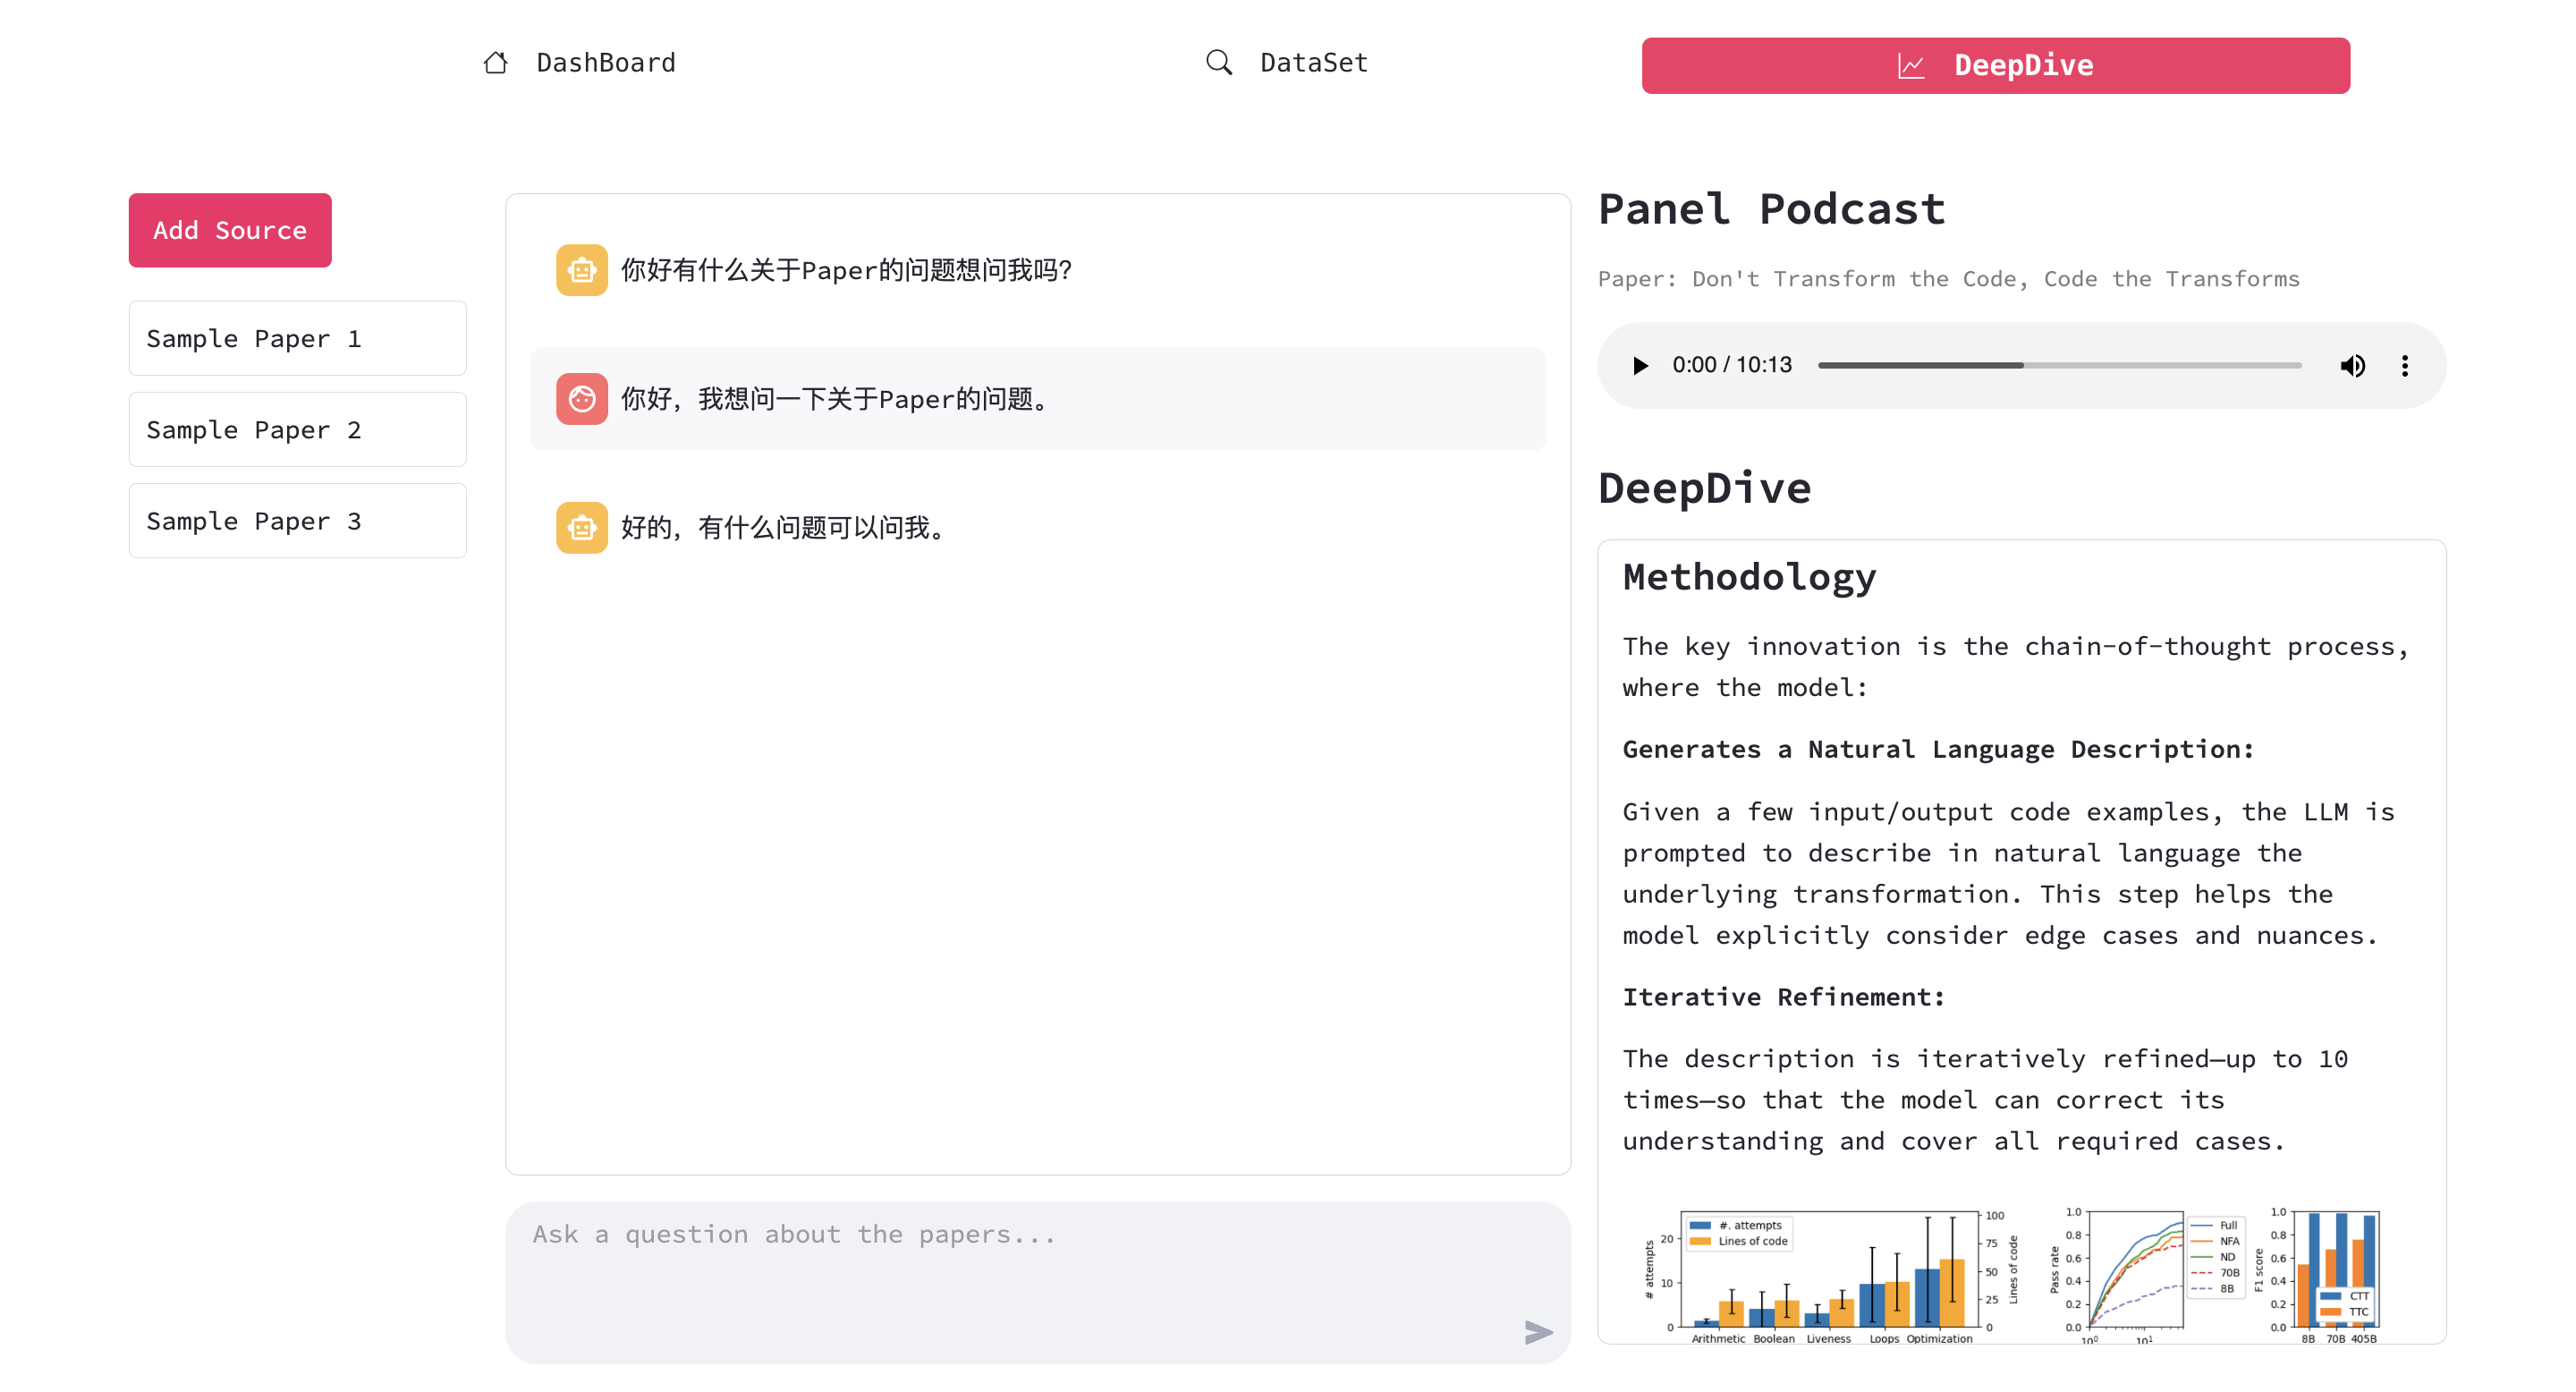 DashBoard
DataSet
DeepDive
Add Source
Sample Paper 1
Sample Paper 2
Sample Paper 3
你好有什么关于Paper的问题想问我吗？
你好，我想问一下关于Paper的问题。
好的，有什么问题可以问我。
Ask a question about the papers...
Panel Podcast
Paper: Don't Transform the Code, Code the Transforms
0:00 / 10:13
DeepDive
Methodology
The key innovation is the chain-of-thought process,
where the model:
Generates a Natural Language Description:
Given a few input/output code examples, the LLM is
prompted to describe in natural language the
underlying transformation. This step helps the
model explicitly consider edge cases and nuances.
Iterative Refinement:
The description is iteratively refined—up to 10
times—so that the model can correct its
understanding and cover all required cases.
# attempts
20
10
0
#. attempts
Lines of code
100
75
50
25
0
Lines of code
Arithmetic Boolean Liveness Loops Optimization
Pass rate
1.0
0.8
0.6
0.4
0.2
0.0
10⁰ 10¹
Full
NFA
ND
70B
8B
F1 score
1.0
0.8
0.6
0.4
0.2
0.0
CTT
TTC
8B 70B 405B